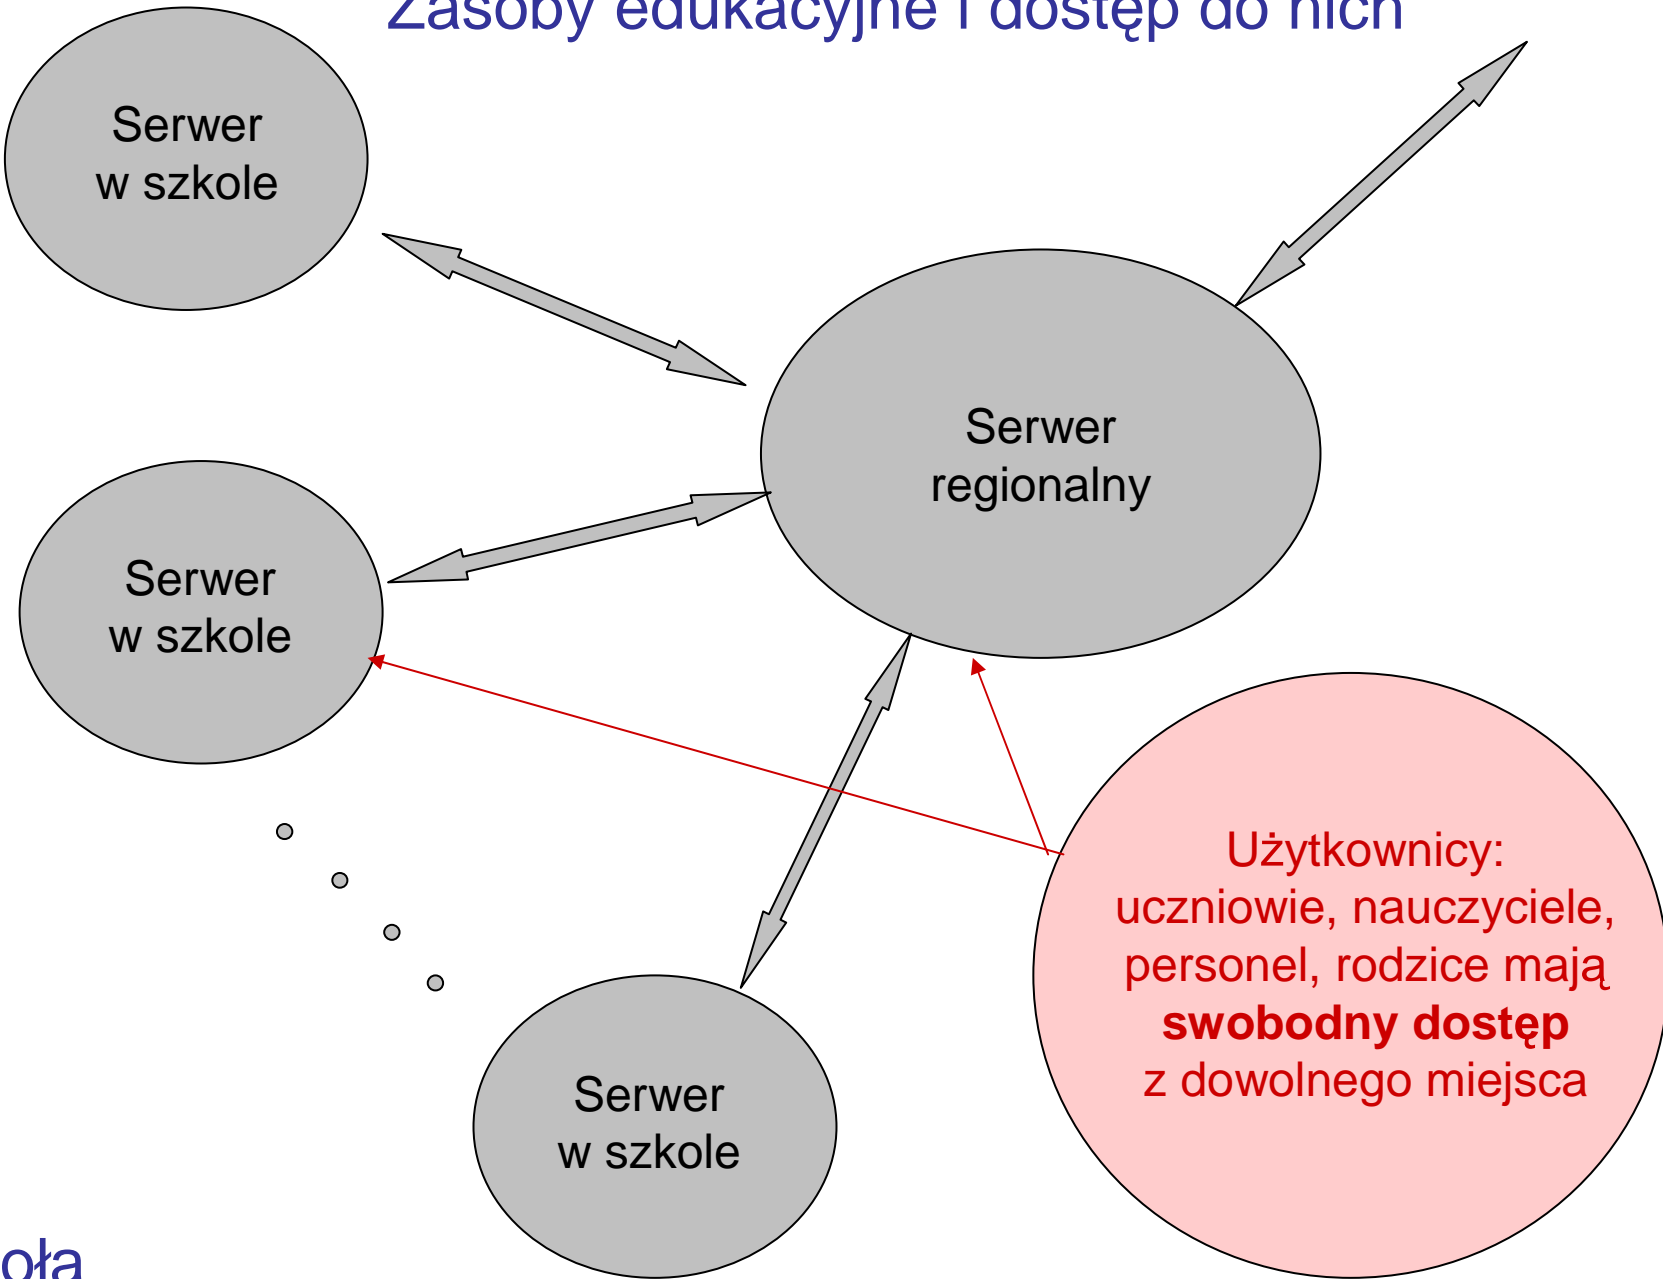 Zasoby edukacyjne i dostęp do nich
Serwer
w szkole
Serwer
regionalny
Serwer
w szkole
Użytkownicy:
uczniowie, nauczyciele,
personel, rodzice mają
swobodny dostęp
z dowolnego miejsca
Serwer
w szkole
oła